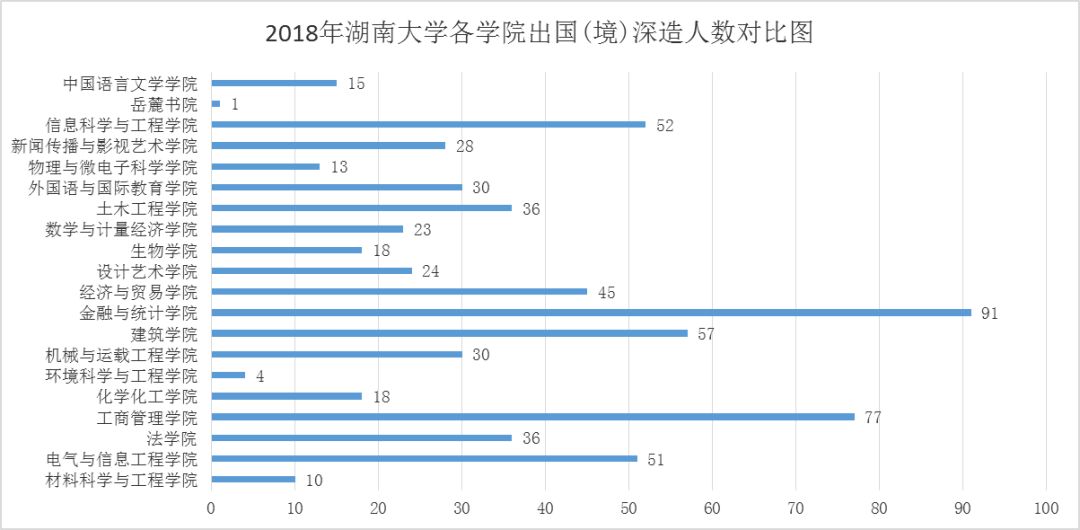 2018年湖南大学各学院出国(境)深造人数对比图
中国语言文学学院 15
岳麓书院 1
信息科学与工程学院 52
新闻传播与影视艺术学院 28
物理与微电子科学学院 13
外国语与国际教育学院 30
土木工程学院 36
数学与计量经济学院 23
生物学院 18
设计艺术学院 24
经济与贸易学院 45
金融与统计学院 91
建筑学院 57
机械与运载工程学院 30
环境科学与工程学院 4
化学化工学院 18
工商管理学院 77
法学院 36
电气与信息工程学院 51
材料科学与工程学院 10
0 10 20 30 40 50 60 70 80 90 100